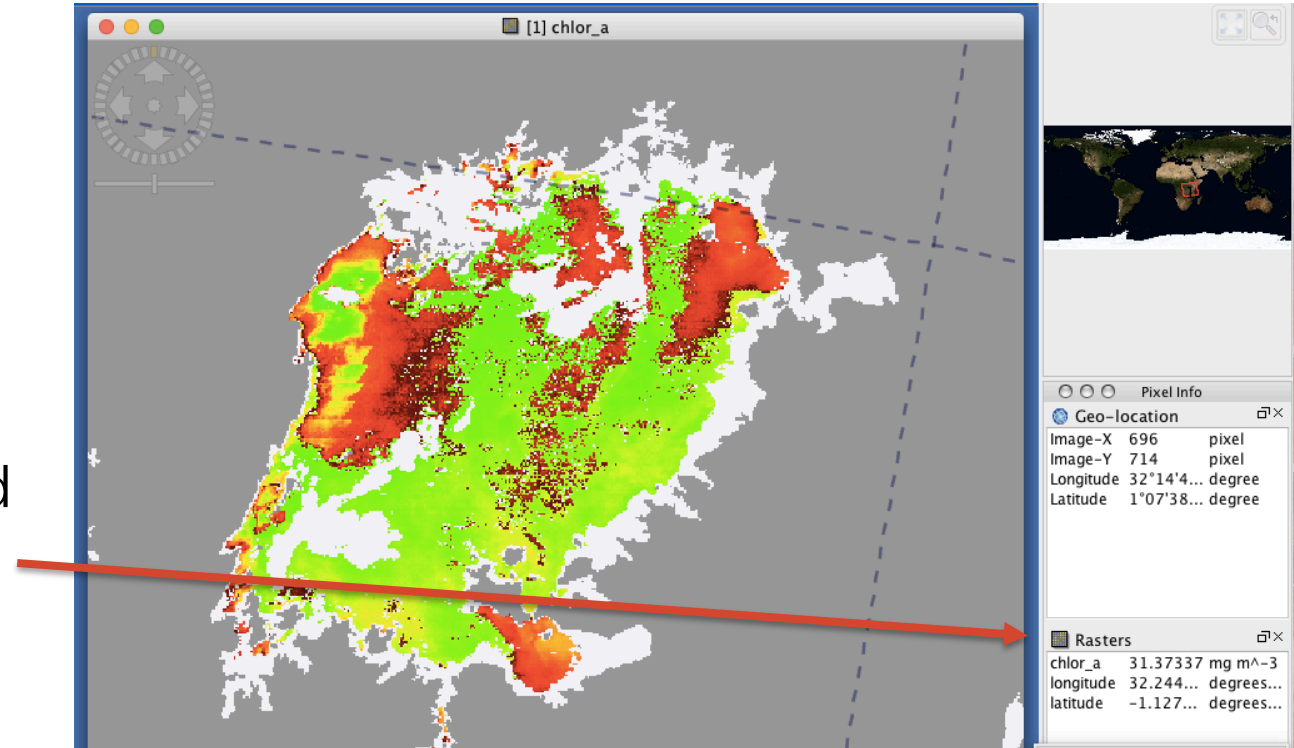 [1] chlor_a
Pixel Info
Geo-location
Image-X 696 pixel
Image-Y 714 pixel
Longitude 32°14'4... degree
Latitude 1°07'38... degree
Rasters
chlor_a 31.37337 mg m^-3
longitude 32.244... degrees...
latitude -1.127... degrees...